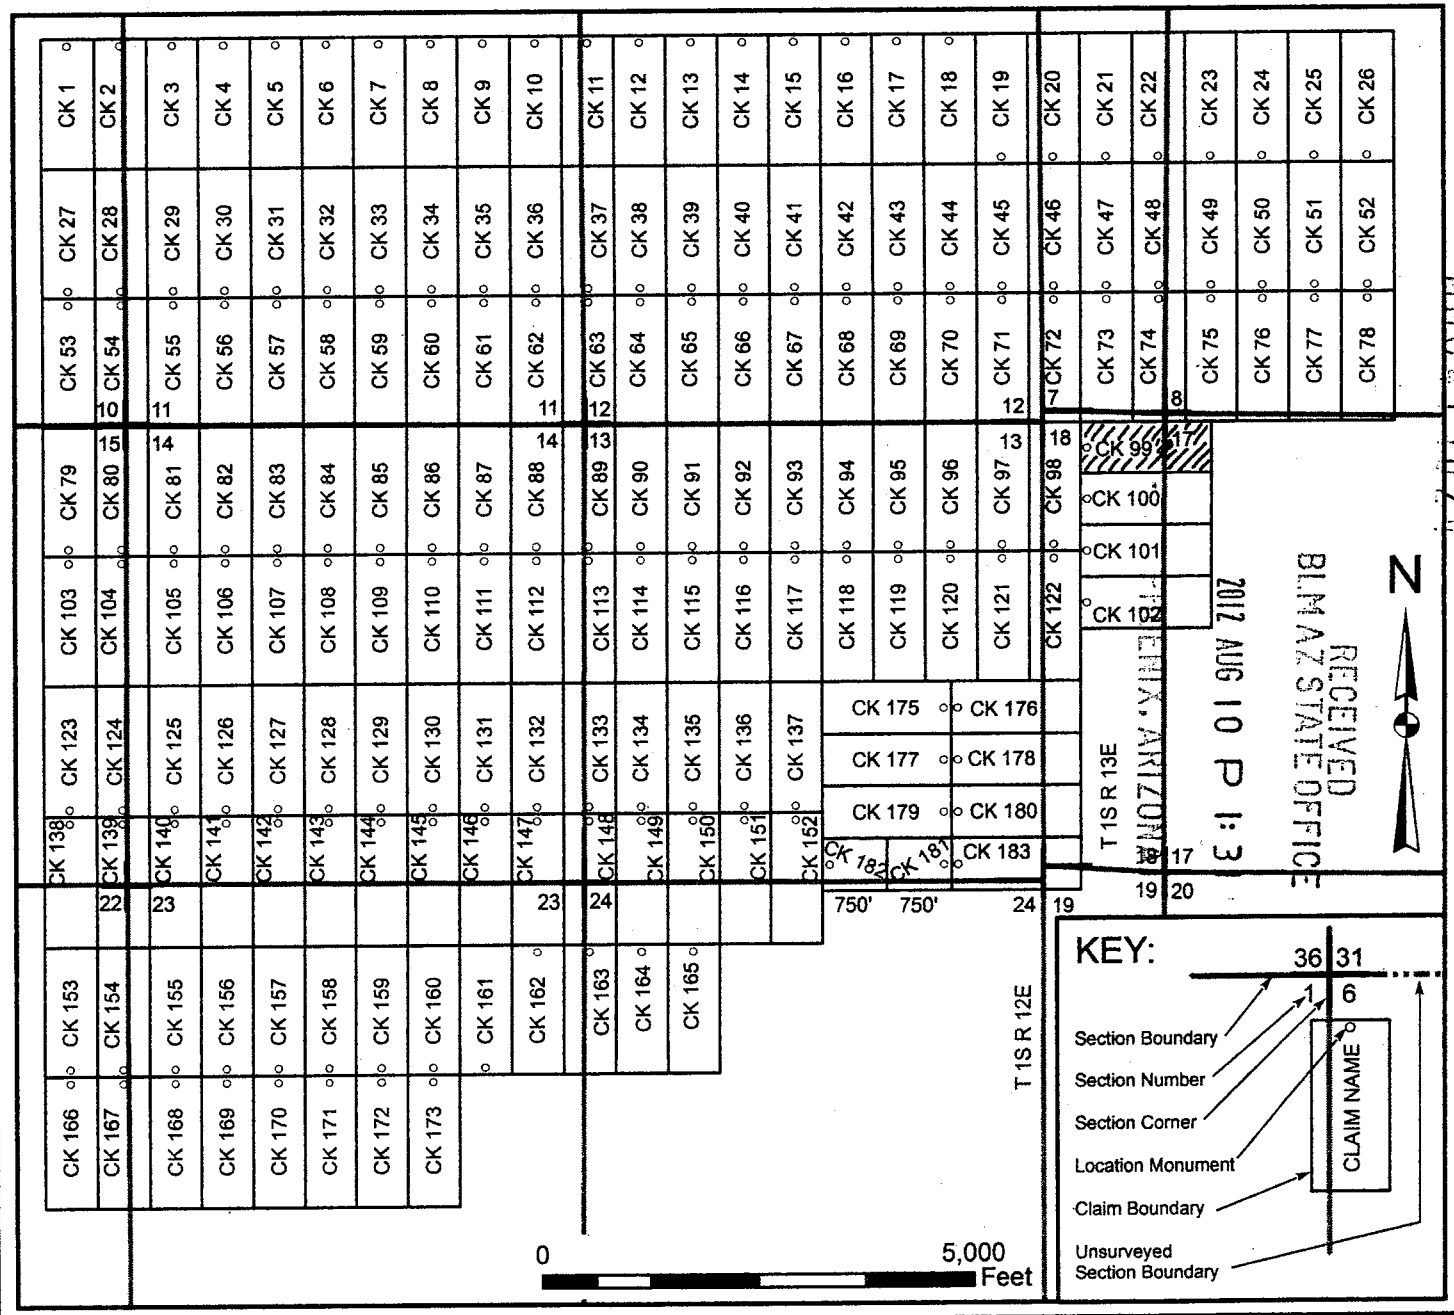 CK 1 CK 2 CK 3 CK 4 CK 5 CK 6 CK 7 CK 8 CK 9 CK 10 CK 11 CK 12 CK 13 CK 14 CK 15 CK 16 CK 17 CK 18 CK 19 CK 20 CK 21 CK 22 CK 23 CK 24 CK 25 CK 26
CK 27 CK 28 CK 29 CK 30 CK 31 CK 32 CK 33 CK 34 CK 35 CK 36 CK 37 CK 38 CK 39 CK 40 CK 41 CK 42 CK 43 CK 44 CK 45 CK 46 CK 47 CK 48 CK 49 CK 50 CK 51 CK 52
CK 53 CK 54 CK 55 CK 56 CK 57 CK 58 CK 59 CK 60 CK 61 CK 62 CK 63 CK 64 CK 65 CK 66 CK 67 CK 68 CK 69 CK 70 CK 71 CK 72 CK 73 CK 74 CK 75 CK 76 CK 77 CK 78
10 11 11 12 12 7 8
15 14 14 13 13 18 17
CK 79 CK 80 CK 81 CK 82 CK 83 CK 84 CK 85 CK 86 CK 87 CK 88 CK 89 CK 90 CK 91 CK 92 CK 93 CK 94 CK 95 CK 96 CK 97 CK 98
CK 99
CK 100
CK 101
CK 102
CK 103 CK 104 CK 105 CK 106 CK 107 CK 108 CK 109 CK 110 CK 111 CK 112 CK 113 CK 114 CK 115 CK 116 CK 117 CK 118 CK 119 CK 120 CK 121 CK 122
CK 123 CK 124 CK 125 CK 126 CK 127 CK 128 CK 129 CK 130 CK 131 CK 132 CK 133 CK 134 CK 135 CK 136 CK 137
CK 175 CK 176
CK 177 CK 178
CK 179 CK 180
CK 182 CK 181 CK 183
CK 138 CK 139 CK 140 CK 141 CK 142 CK 143 CK 144 CK 145 CK 146 CK 147 CK 148 CK 149 CK 150 CK 151 CK 152
18 17
22 23 23 24 750' 750' 24 19 19 20
CK 153 CK 154 CK 155 CK 156 CK 157 CK 158 CK 159 CK 160 CK 161 CK 162 CK 163 CK 164 CK 165
CK 166 CK 167 CK 168 CK 169 CK 170 CK 171 CK 172 CK 173
T1S R 13E
T1S R 12E
RECEIVED
BLM AZ STATE OFFICE
2012 AUG 10 P 1:3
ARIZONA
N
0 5,000
Feet
KEY:
36 31
1 6
Section Boundary
Section Number
Section Corner
Location Monument
Claim Boundary
Unsurveyed
Section Boundary
CLAIM NAME